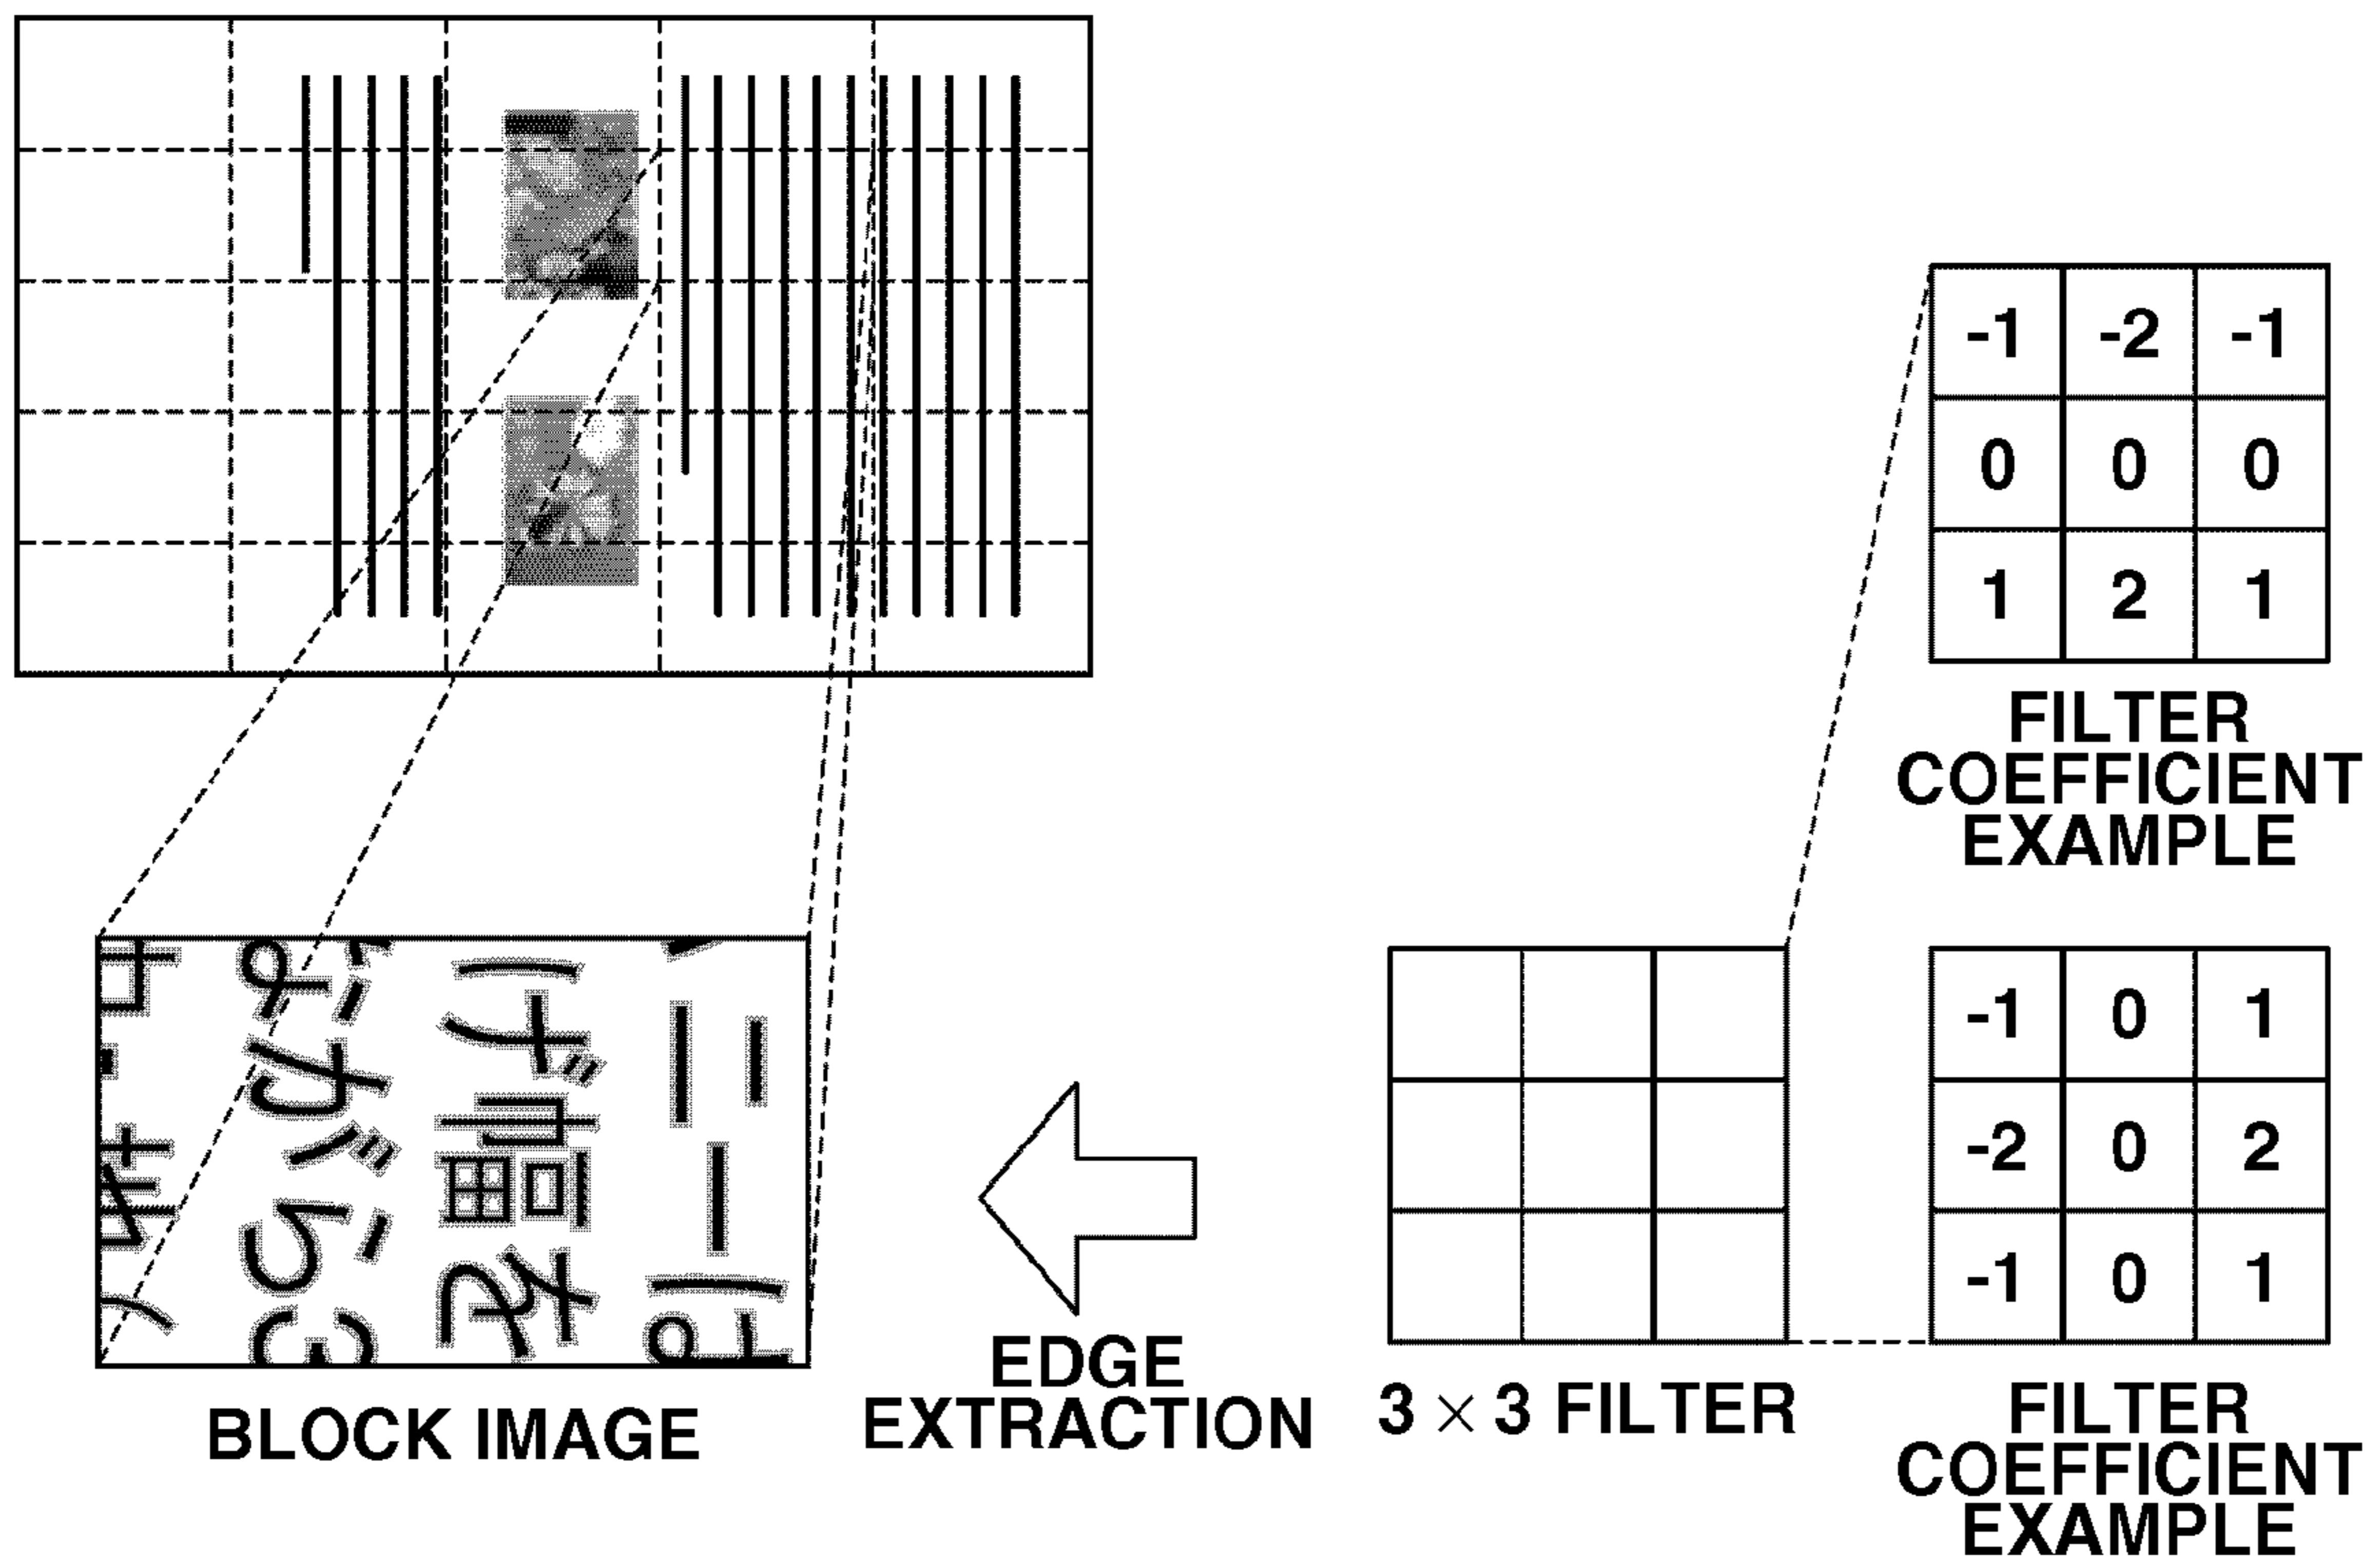 -1 -2 -1
0 0 0
1 2 1
FILTER
COEFFICIENT
EXAMPLE
-1 0 1
-2 0 2
-1 0 1
FILTER
COEFFICIENT
EXAMPLE
3 × 3 FILTER
EDGE
EXTRACTION
BLOCK IMAGE